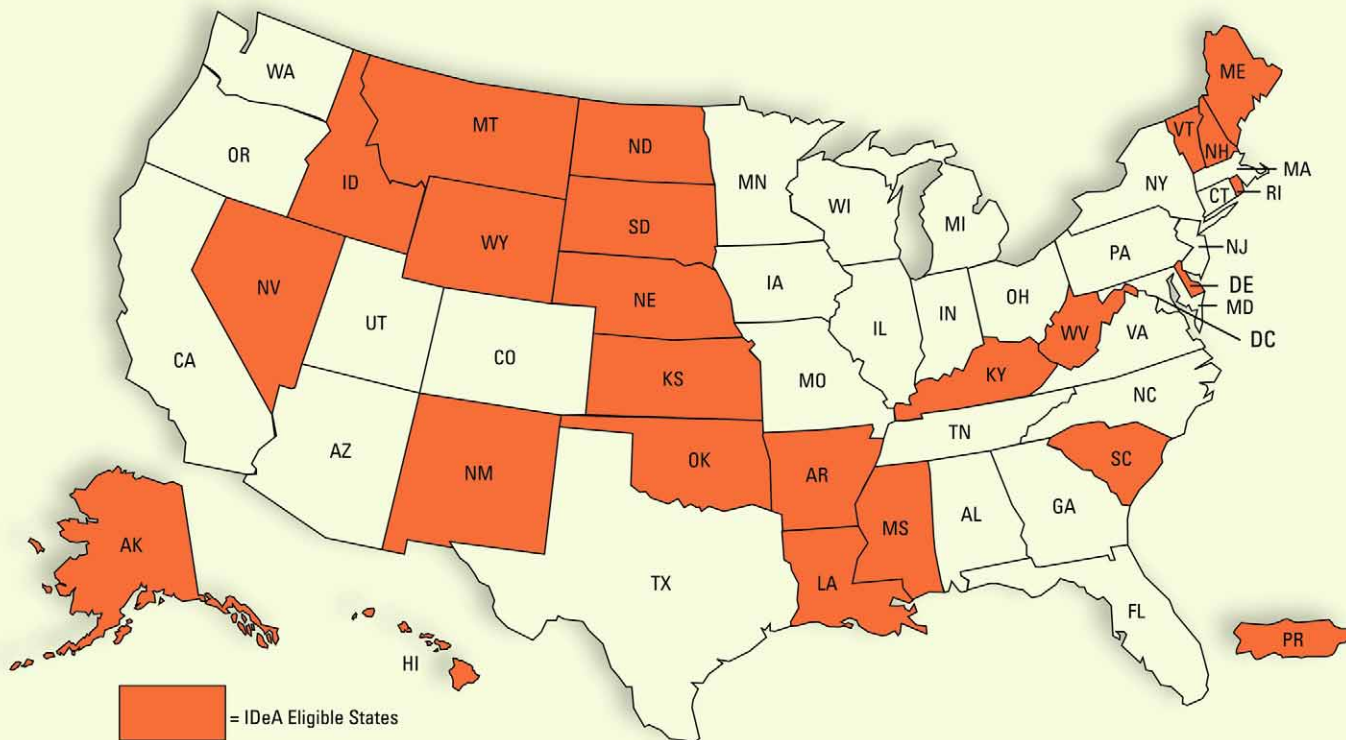 WA
ME
MT
ND
VT
OR
MN
NH
ID
MA
NY
CT
RI
WI
SD
MI
WY
NJ
PA
IA
NE
DE
NV
OH
MD
IN
UT
IL
DC
WV
VA
CO
CA
KS
MO
KY
NC
TN
AZ
OK
SC
NM
AR
GA
AL
MS
AK
TX
LA
FL
PR
HI
= IDeA Eligible States